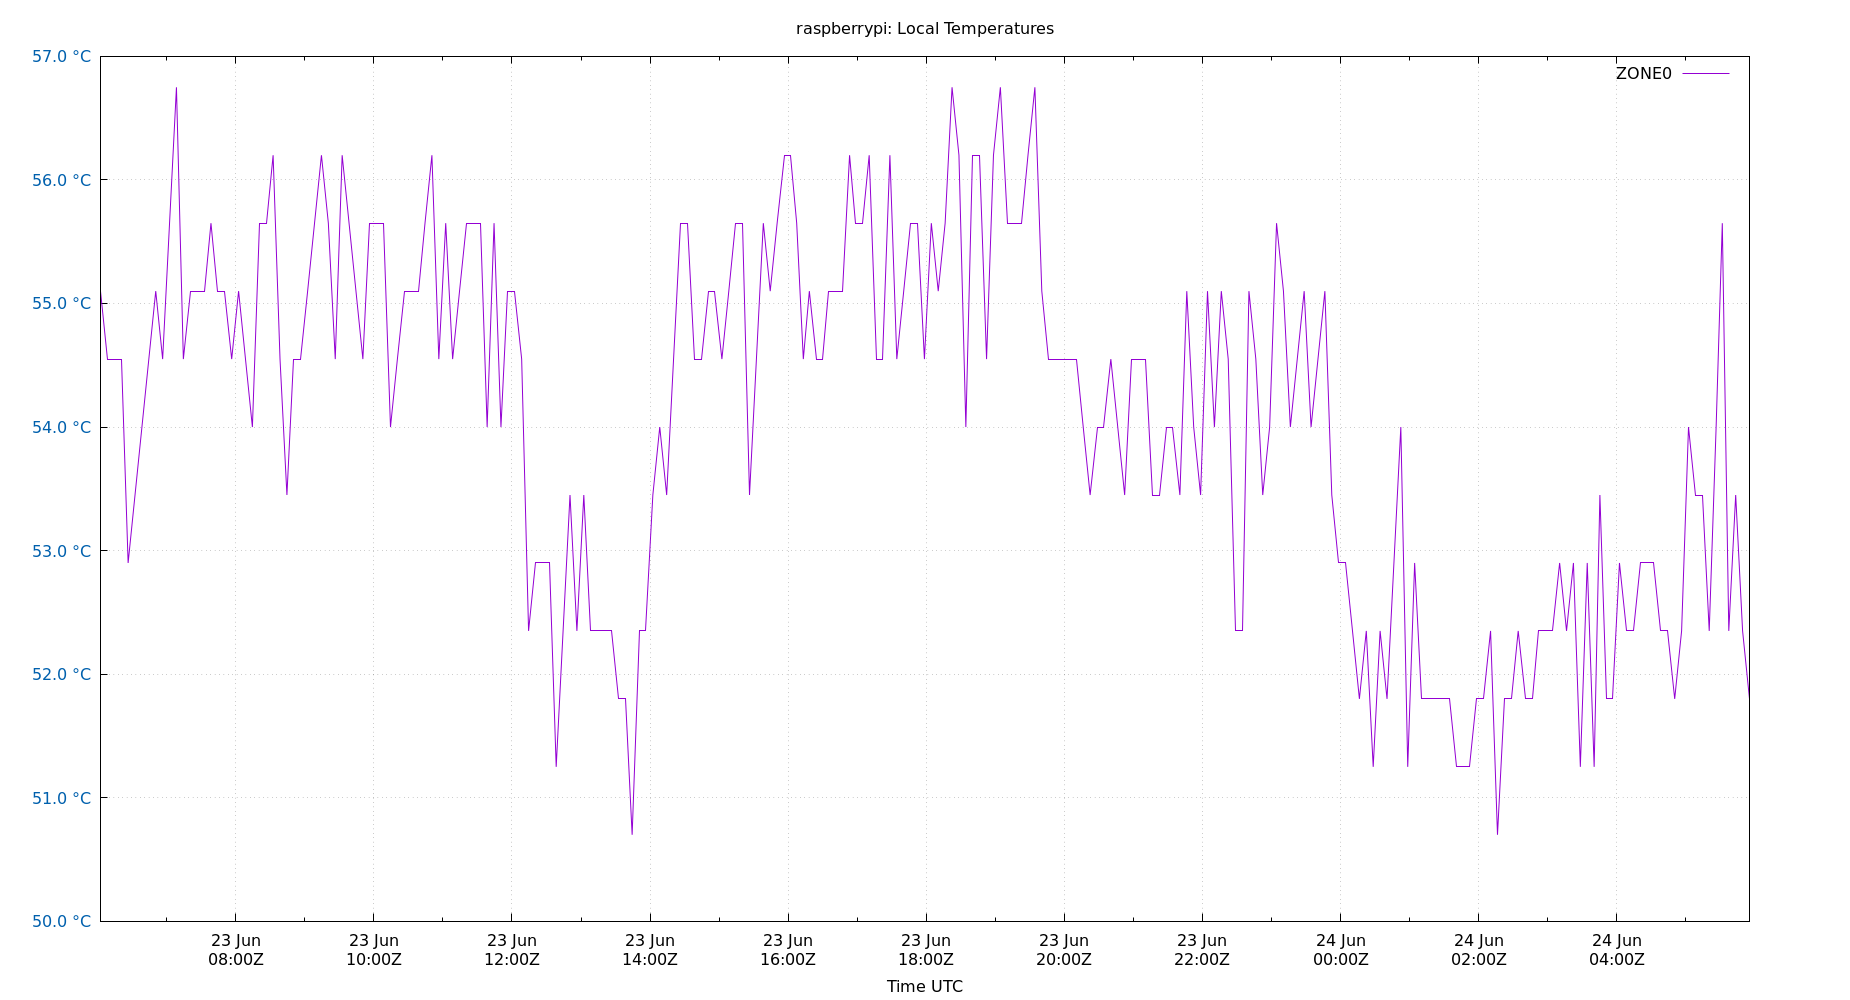 raspberrypi: Local Temperatures
57.0 °C
ZONE0
56.0 °C
55.0 °C
54.0 °C
53.0 °C
52.0 °C
51.0 °C
50.0 °C
23 Jun 23 Jun 23 Jun 23 Jun 23 Jun 23 Jun 23 Jun 23 Jun 24 Jun 24 Jun 24 Jun
08:00Z 10:00Z 12:00Z 14:00Z 16:00Z 18:00Z 20:00Z 22:00Z 00:00Z 02:00Z 04:00Z
Time UTC